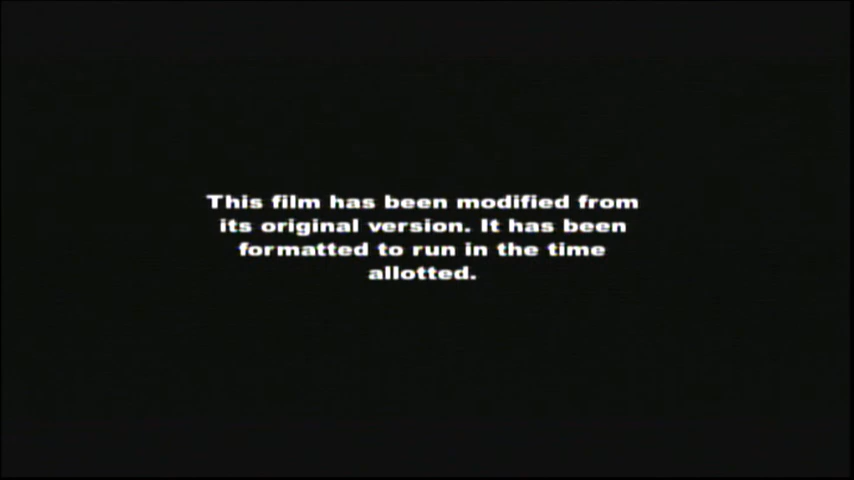 This film has been modified from
its original version. It has been
formatted to run in the time
allotted.